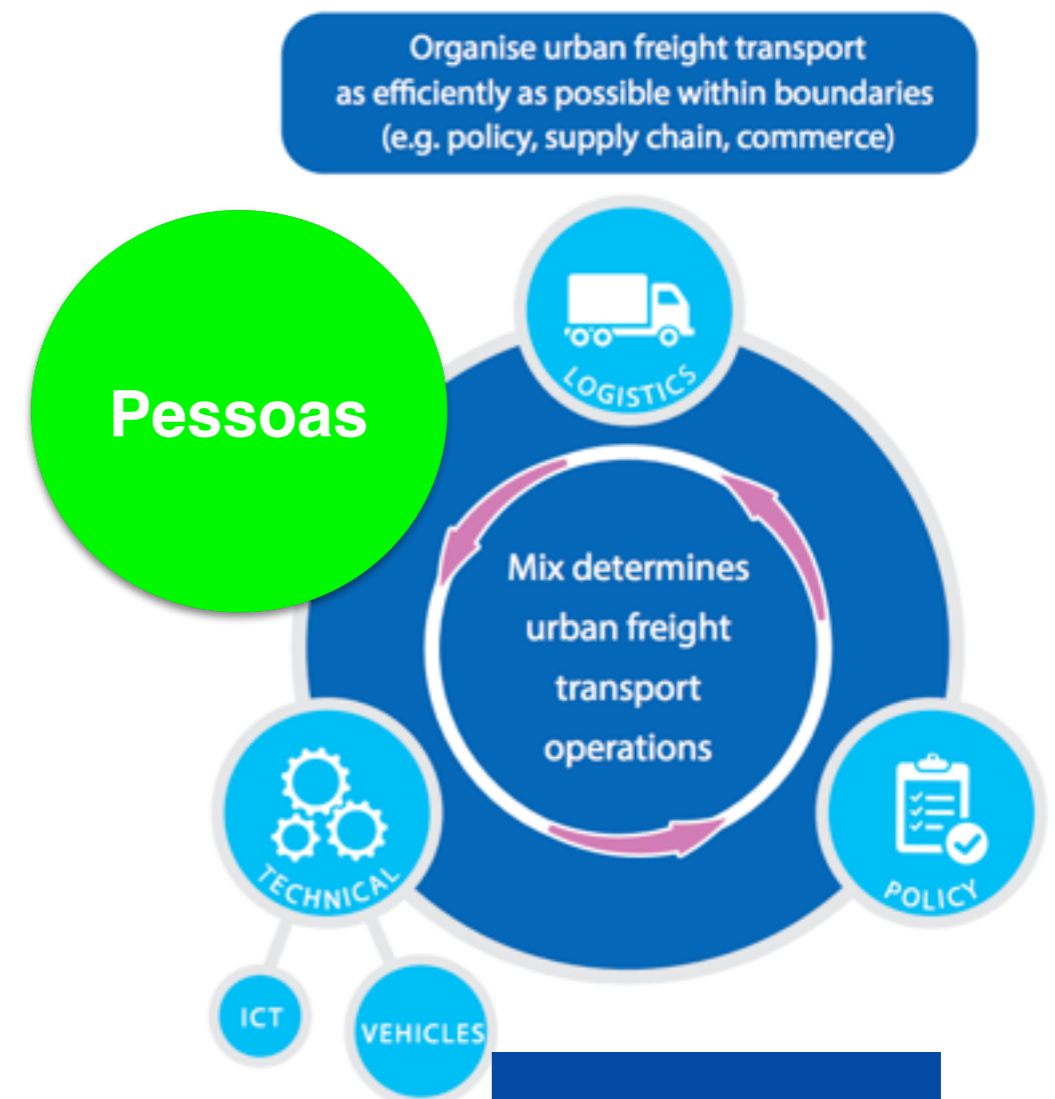 Organise urban freight transport
as efficiently as possible within boundaries
(e.g. policy, supply chain, commerce)
LOGISTICS
Pessoas
Mix determines
urban freight
transport
operations
TECHNICAL
POLICY
ICT
VEHICLES